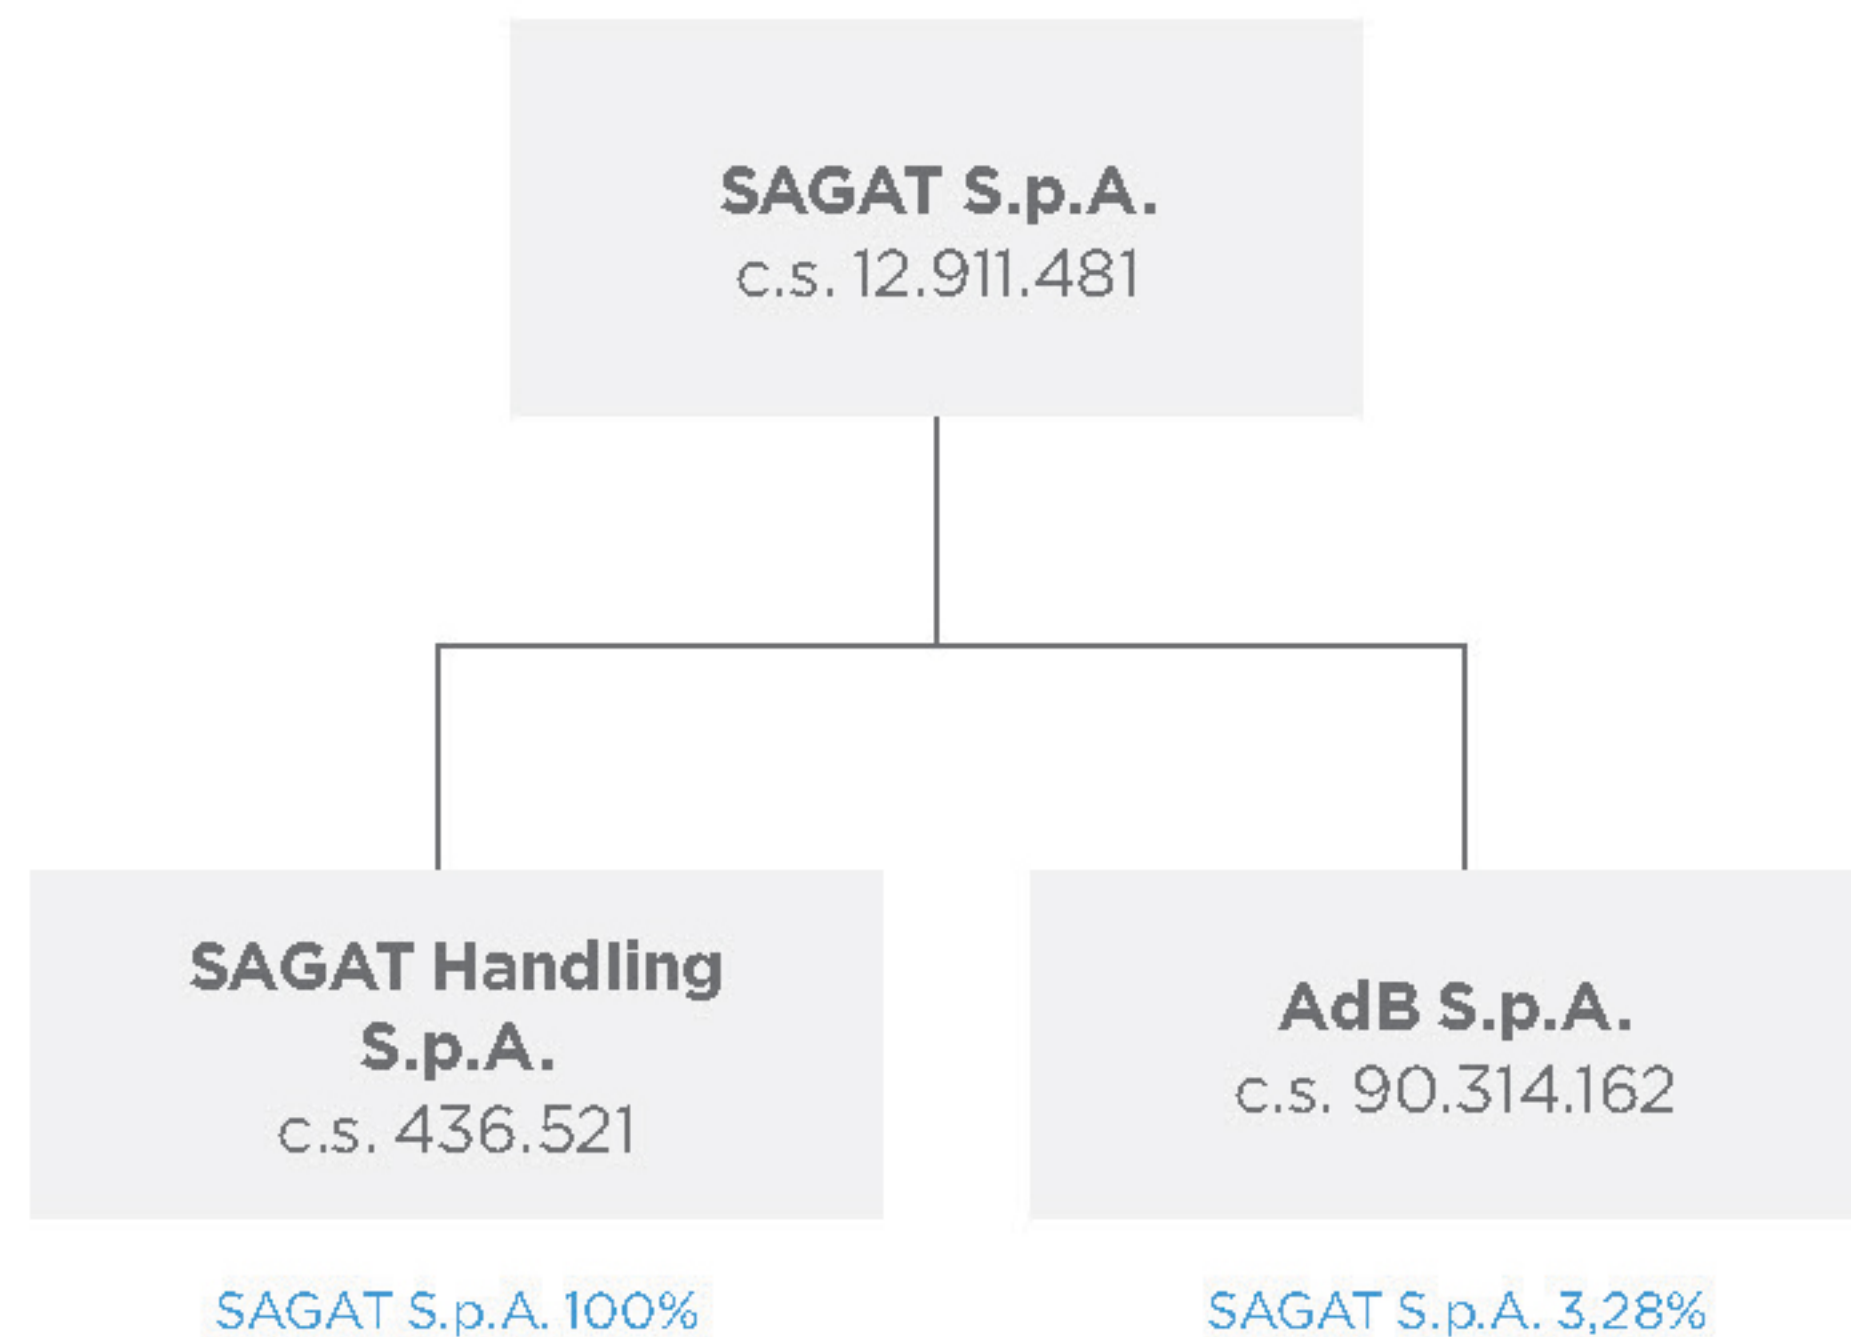 SAGAT S.p.A.
c.s. 12.911.481
SAGAT Handling
S.p.A.
c.s. 436.521
SAGAT S.p.A. 100%
AdB S.p.A.
c.s. 90.314.162
SAGAT S.p.A. 3,28%